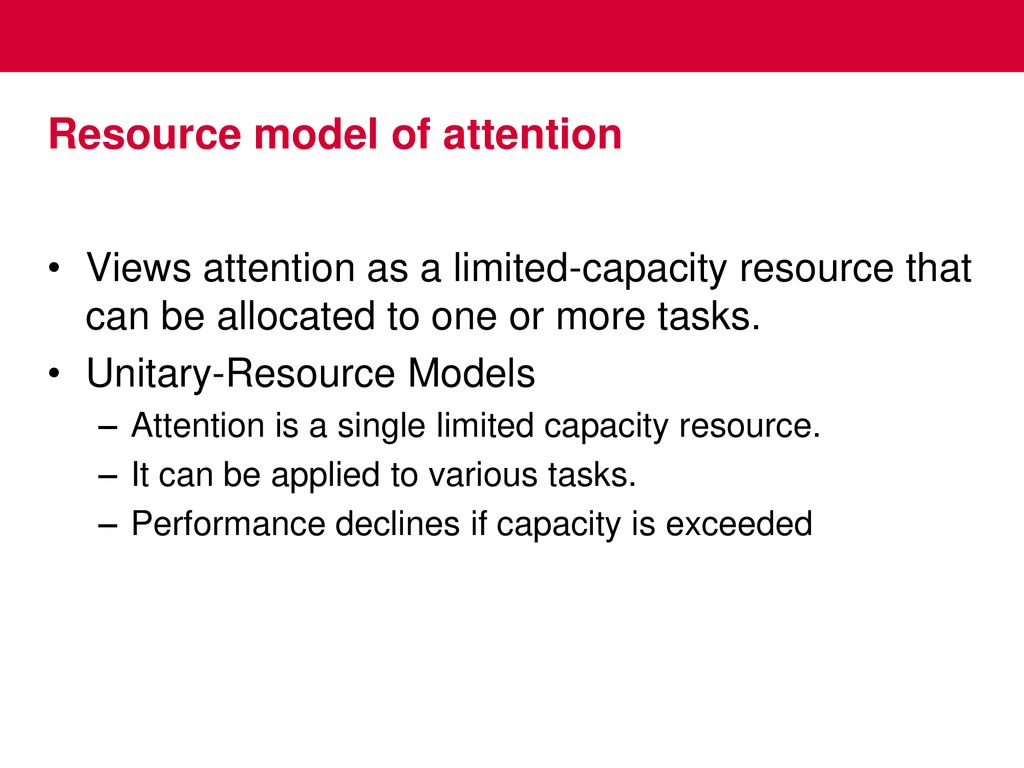 Resource model of attention
• Views attention as a limited-capacity resource that
can be allocated to one or more tasks.
• Unitary-Resource Models
– Attention is a single limited capacity resource.
– It can be applied to various tasks.
– Performance declines if capacity is exceeded